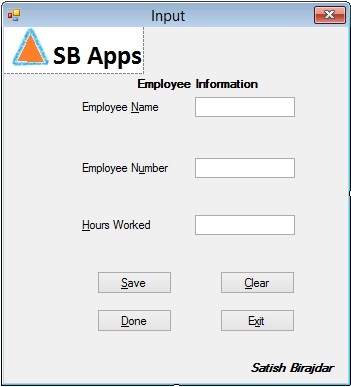 Input
SB Apps
Employee Information
Employee Name
Employee Number
Hours Worked
Save Clear
Done Exit
Satish Birajdar